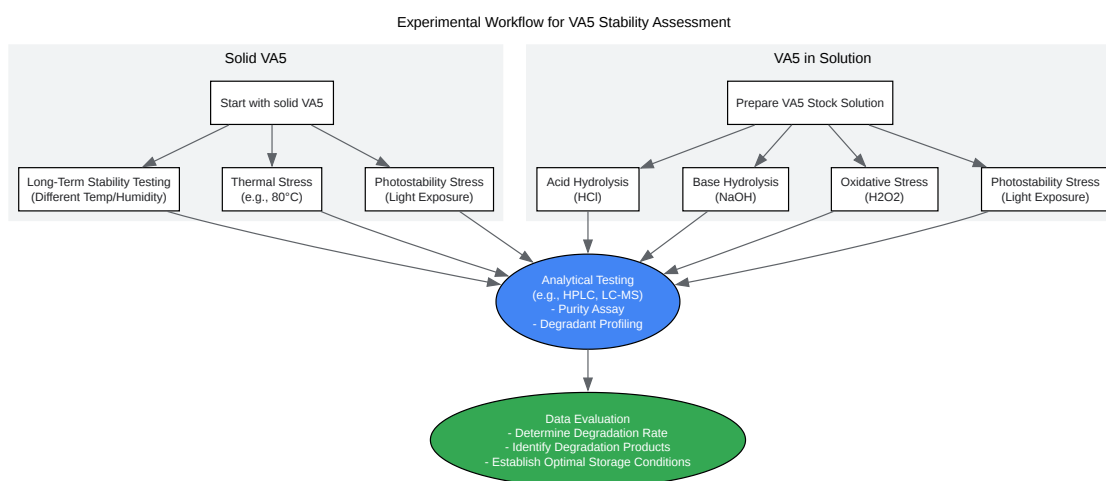 Experimental Workflow for VA5 Stability Assessment
Solid VA5
Start with solid VA5
Long-Term Stability Testing
(Different Temp/Humidity)
Thermal Stress
(e.g., 80°C)
Photostability Stress
(Light Exposure)
VA5 in Solution
Prepare VA5 Stock Solution
Acid Hydrolysis
(HCl)
Base Hydrolysis
(NaOH)
Oxidative Stress
(H2O2)
Photostability Stress
(Light Exposure)
Analytical Testing
(e.g., HPLC, LC-MS)
- Purity Assay
- Degradant Profiling
Data Evaluation
- Determine Degradation Rate
- Identify Degradation Products
- Establish Optimal Storage Conditions